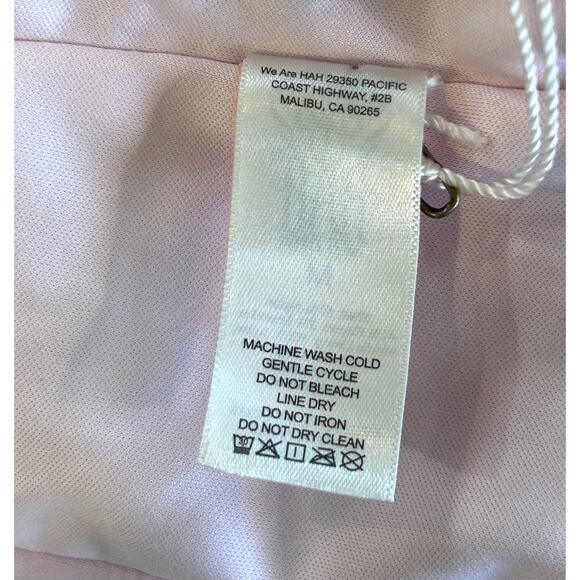 We Are HAH 29350 PACIFIC
COAST HIGHWAY, #2B
MALIBU, CA 90265
MACHINE WASH COLD
GENTLE CYCLE
DO NOT BLEACH
LINE DRY
DO NOT IRON
DO NOT DRY CLEAN
30